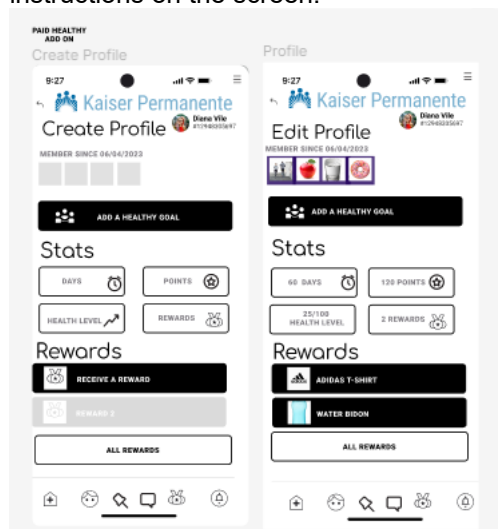 instructions on the screen.
PAID HEALTHY
ADD ON
Create Profile
9:27
Kaiser Permanente
Create Profile
Diana Vile
#12948205697
MEMBER SINCE 06/04/2023
ADD A HEALTHY GOAL
Stats
DAYS
POINTS
HEALTH LEVEL
REWARDS
Rewards
RECEIVE A REWARD
REWARD 2
ALL REWARDS
Profile
9:27
Kaiser Permanente
Edit Profile
Diana Vile
#12948205697
MEMBER SINCE 06/04/2023
ADD A HEALTHY GOAL
Stats
60 DAYS
120 POINTS
25/100
HEALTH LEVEL
2 REWARDS
Rewards
ADIDAS T-SHIRT
WATER BIDON
ALL REWARDS